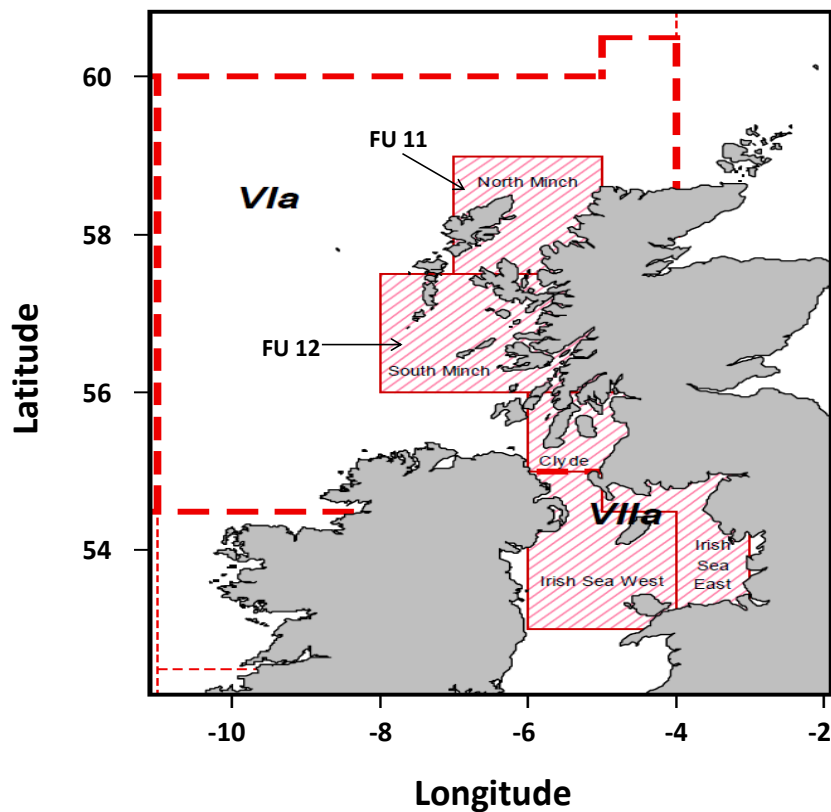 60
58
56
54
Latitude
FU 11
North Minch
VIa
FU 12
South Minch
Clyde
VIIa
Irish
Sea
East
Irish Sea West
-10
-8
-6
-4
-2
Longitude